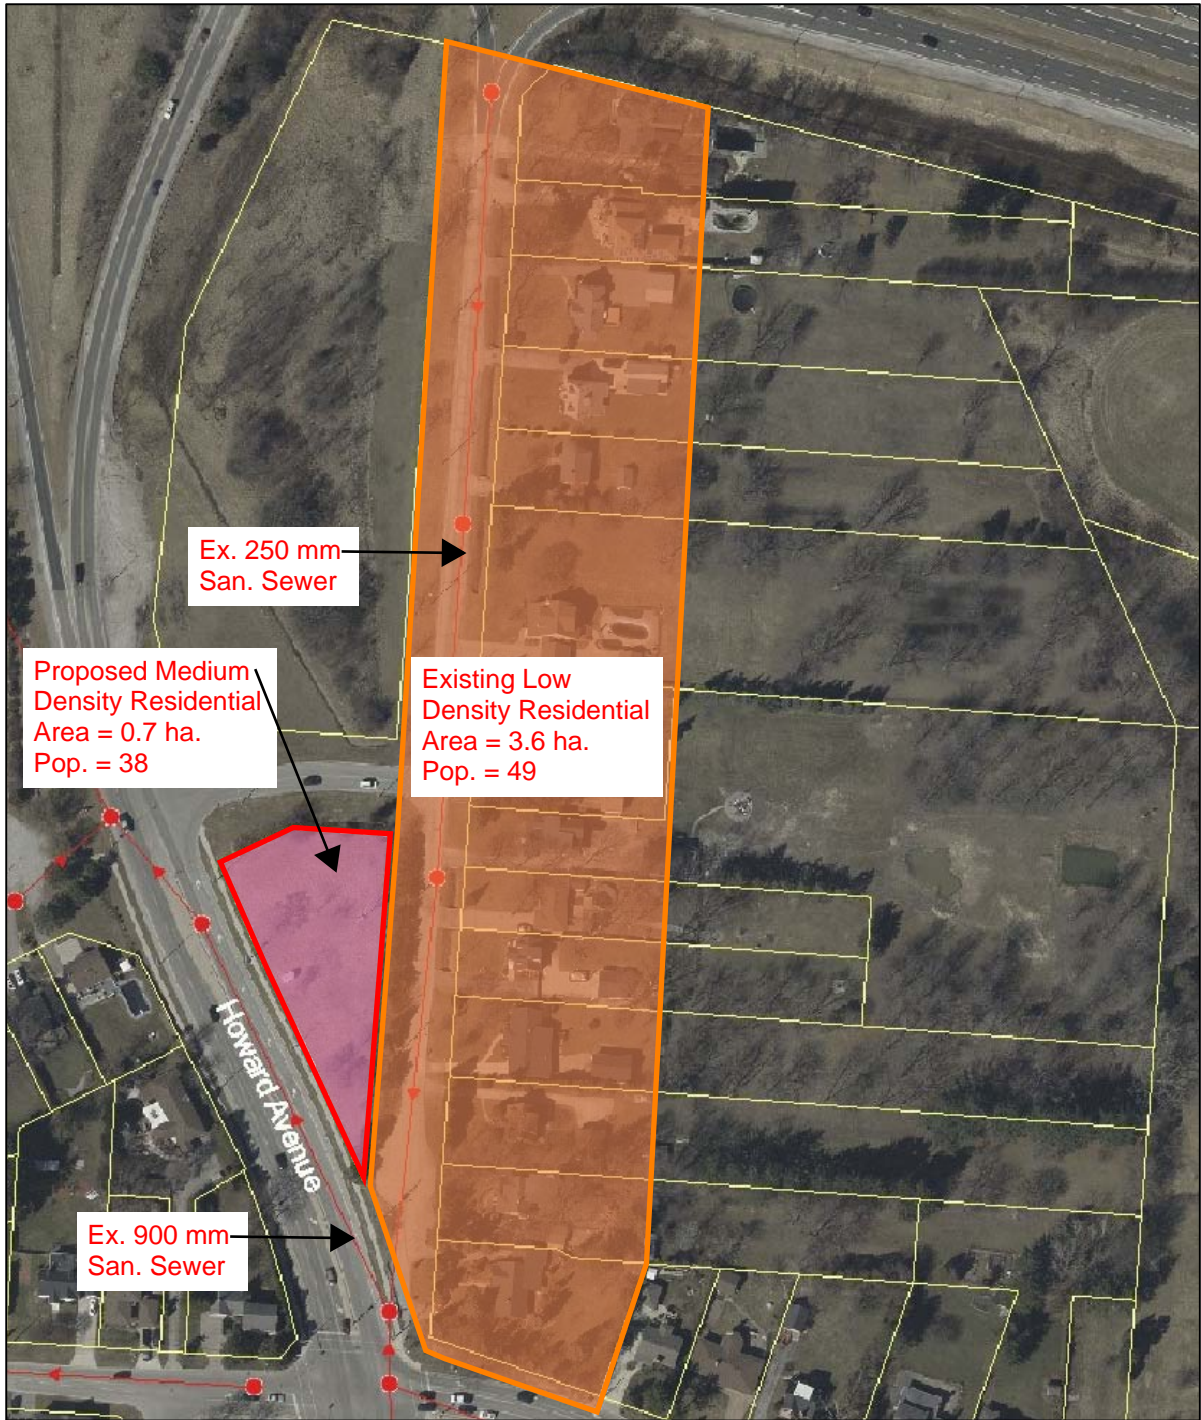 Ex. 250 mm
San. Sewer
Proposed Medium
Density Residential
Area = 0.7 ha.
Pop. = 38
Existing Low
Density Residential
Area = 3.6 ha.
Pop. = 49
Howard Avenue
Ex. 900 mm
San. Sewer